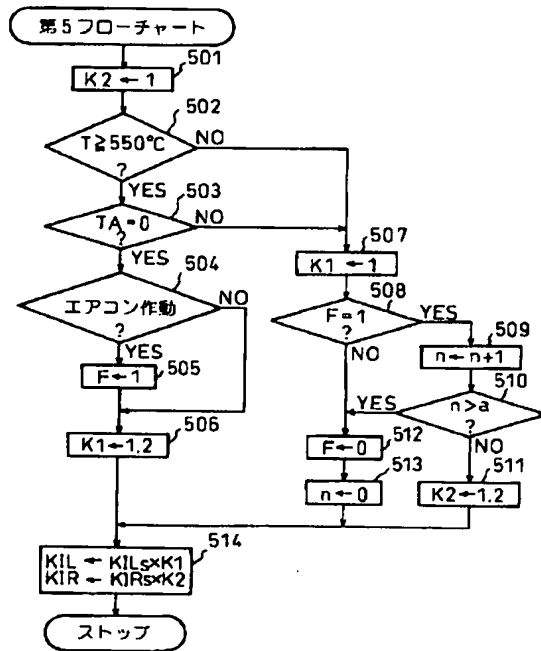 第5フローチャート
501
K2 ← 1
502
T≧550℃
?
NO
YES
503
TA=0
?
NO
YES
504
エアコン作動
?
NO
YES
505
F←1
506
K1←1,2
507
K1 ←1
508
F=1
?
YES
NO
509
n←n+1
510
n>a
?
YES
NO
511
K2←1,2
512
F←0
513
n←0
514
KIL ← KILs×K1
KIR ← KIRs×K2
ストップ